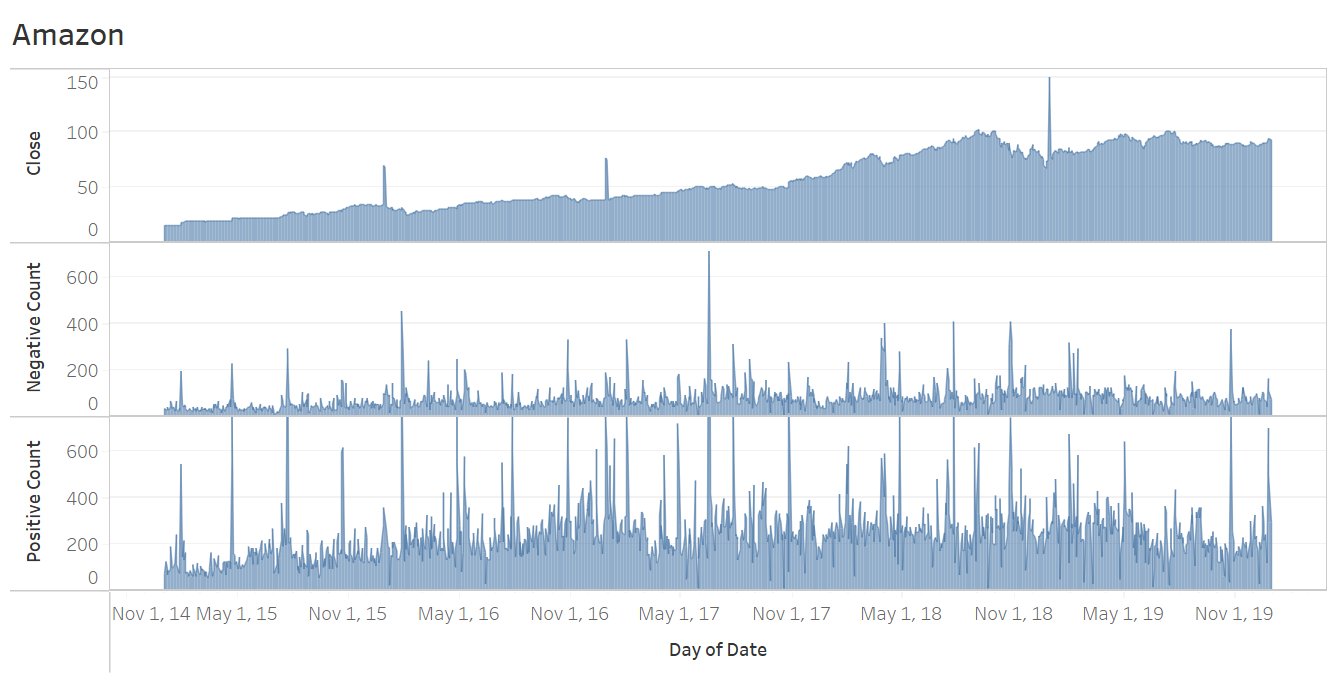 Amazon
Close
150
100
50
0
Negative Count
600
400
200
0
Positive Count
600
400
200
0
Nov 1, 14 May 1, 15 Nov 1, 15 May 1, 16 Nov 1, 16 May 1, 17 Nov 1, 17 May 1, 18 Nov 1, 18 May 1, 19 Nov 1, 19
Day of Date